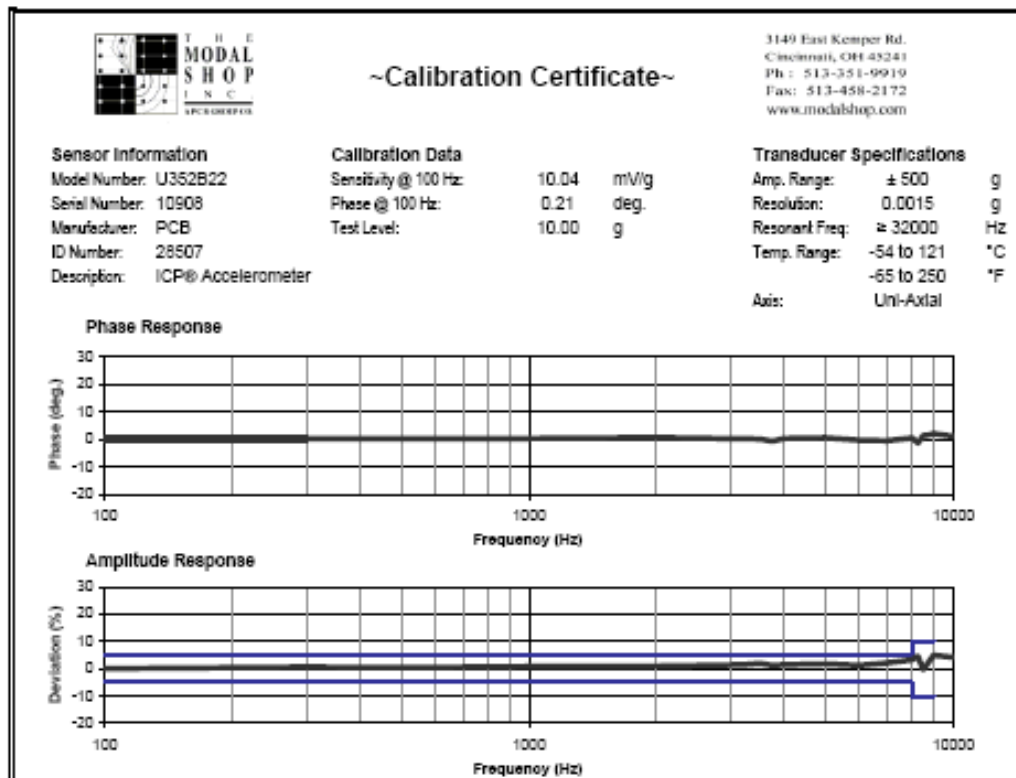 THE
MODAL
SHOP
INC.
A PCB GROUP CO.
~Calibration Certificate~
3149 East Kemper Rd.
Cincinnati, OH 45241
Ph : 513-351-9919
Fax: 513-458-2172
www.modalshop.com
Sensor Information
Model Number: U352B22
Serial Number: 10908
Manufacturer: PCB
ID Number: 28507
Description: ICP® Accelerometer
Calibration Data
Sensitivity @ 100 Hz: 10.04 mV/g
Phase @ 100 Hz: 0.21 deg.
Test Level: 10.00 g
Transducer Specifications
Amp. Range: ± 500 g
Resolution: 0.0015 g
Resonant Freq: ≥ 32000 Hz
Temp. Range: -54 to 121 °C
-65 to 250 °F
Axis: Uni-Axial
Phase Response
Phase (deg.)
30
20
10
0
-10
-20
100 1000 10000
Frequency (Hz)
Amplitude Response
Deviation (%)
30
20
10
0
-10
-20
100 1000 10000
Frequency (Hz)